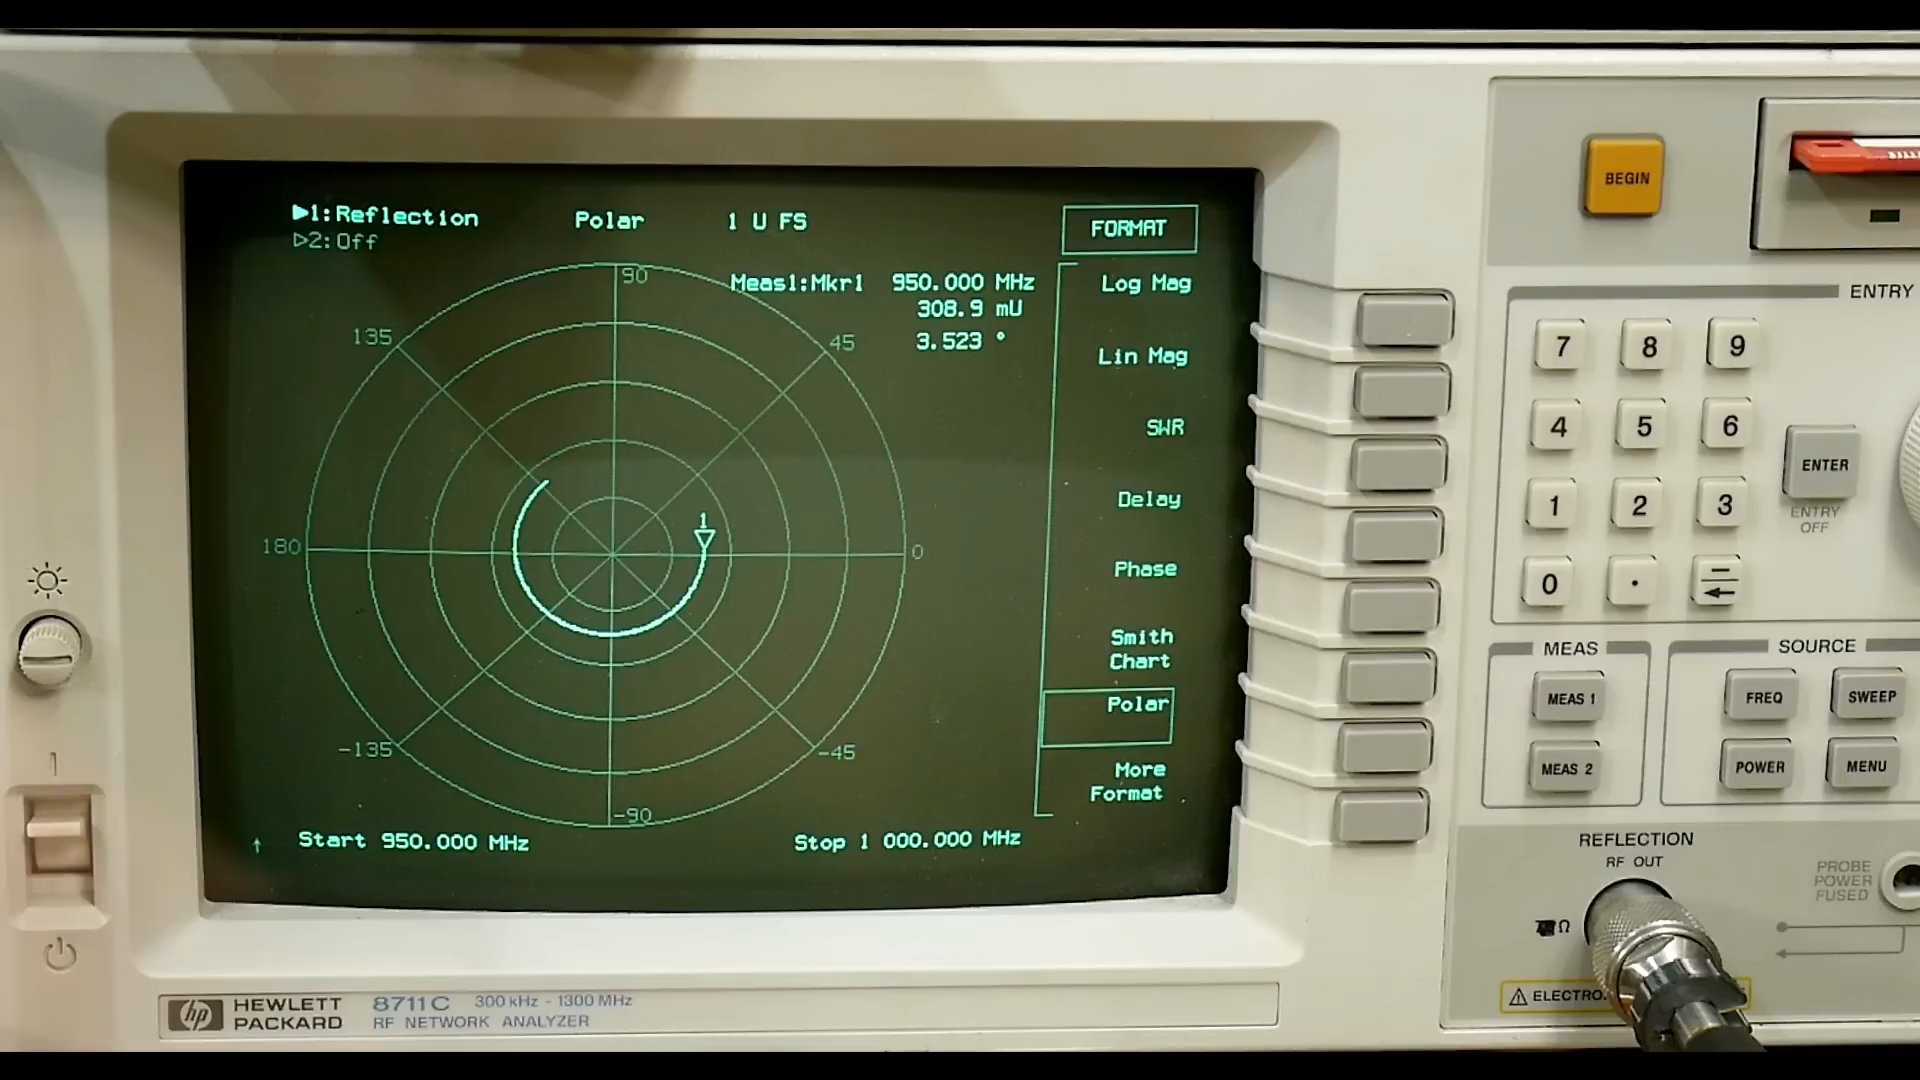 ▶1:Reflection Polar 1 U FS
▷2:Off
FORMAT
Meas1:Mkr1 950.000 MHz
308.9 mU
3.523 °
90
135
45
180
0
-135
-45
-90
1
Start 950.000 MHz Stop 1 000.000 MHz
Log Mag
Lin Mag
SWR
Delay
Phase
Smith
Chart
Polar
More
Format
BEGIN
ENTRY
7 8 9
4 5 6
1 2 3
0 .
ENTER
ENTRY
OFF
MEAS
MEAS 1
MEAS 2
SOURCE
FREQ SWEEP
POWER MENU
REFLECTION
RF OUT
Ω
PROBE
POWER
FUSED
ELECTRO
hp HEWLETT
PACKARD
8711C 300 kHz - 1300 MHz
RF NETWORK ANALYZER